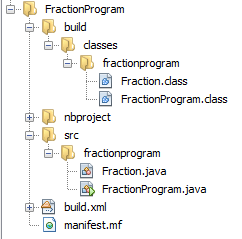 FractionProgram
build
classes
fractionprogram
Fraction.class
FractionProgram.class
nbproject
src
fractionprogram
Fraction.java
FractionProgram.java
build.xml
manifest.mf